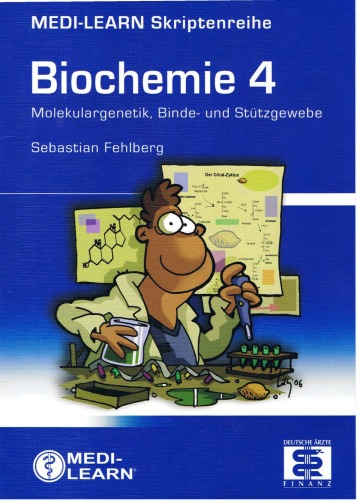 MEDI-LEARN Skriptenreihe
Biochemie 4
Molekulargenetik, Binde- und Stützgewebe
Sebastian Fehlberg
Der Citrat-Zyklus
HO
MEDI-
LEARN®
DEUTSCHE ÄRZTE
FINANZ